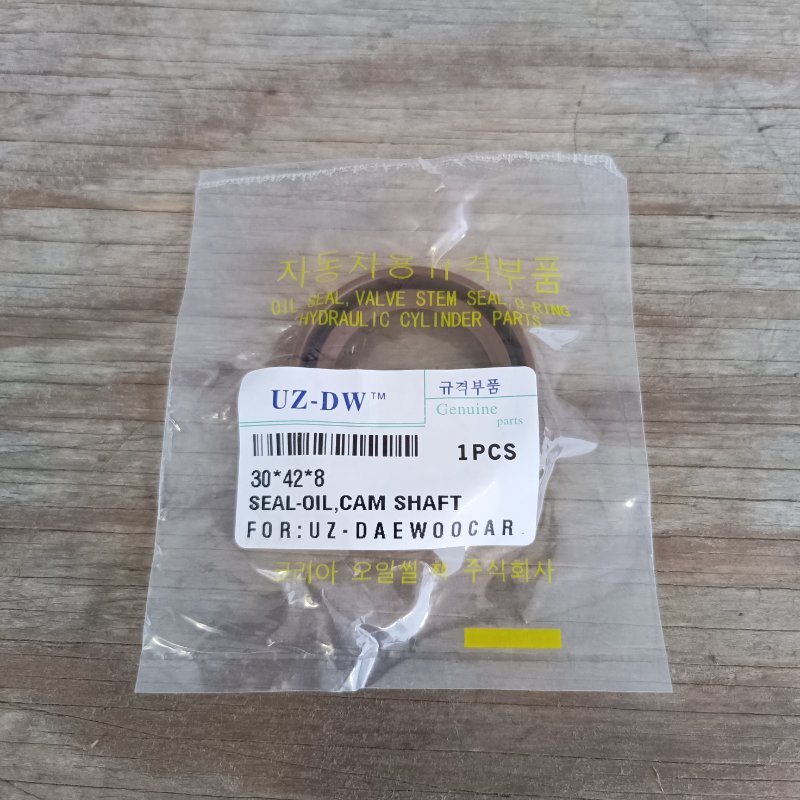 자동차용 규격부품
OIL SEAL, VALVE STEM SEAL, O.RING
HYDRAULIC CYLINDER PARTS
UZ-DW™
규격부품
Genuine
parts
1PCS
30*42*8
SEAL-OIL,CAM SHAFT
FOR:UZ-DAEWOOCAR.
코리아 오일씰 주식회사